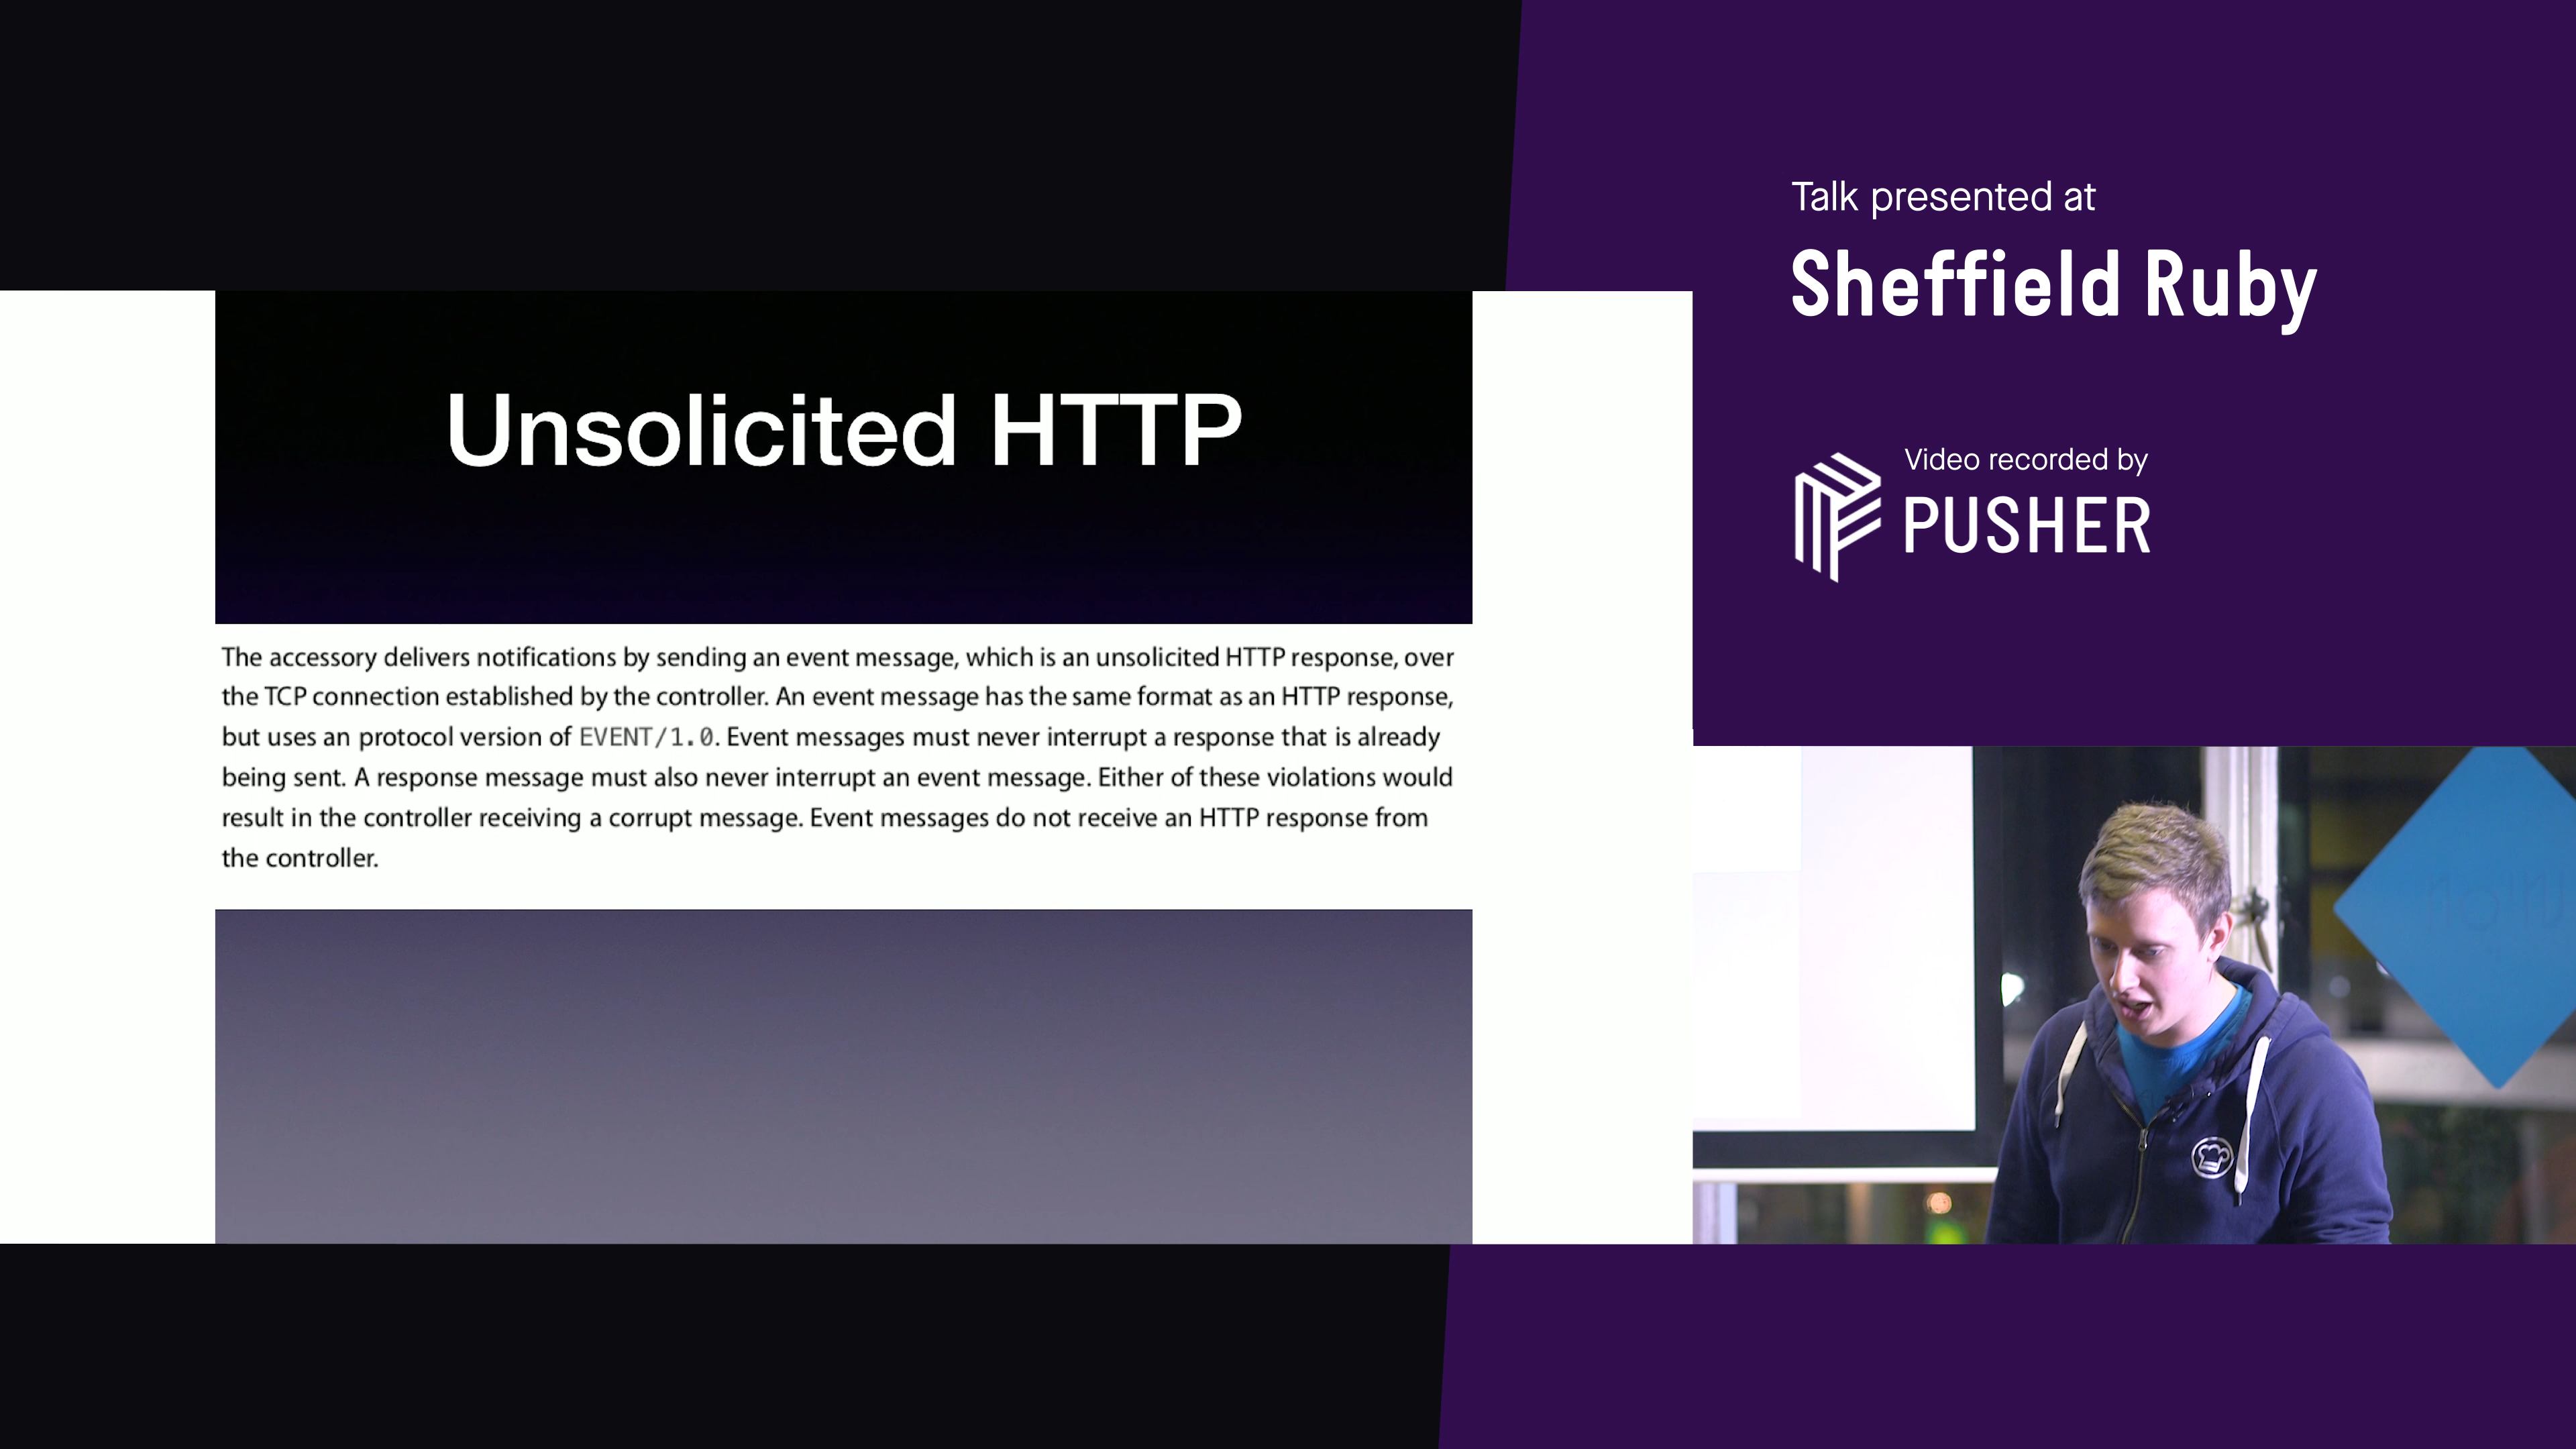 Unsolicited HTTP
The accessory delivers notifications by sending an event message, which is an unsolicited HTTP response, over
the TCP connection established by the controller. An event message has the same format as an HTTP response,
but uses an protocol version of EVENT/1.0. Event messages must never interrupt a response that is already
being sent. A response message must also never interrupt an event message. Either of these violations would
result in the controller receiving a corrupt message. Event messages do not receive an HTTP response from
the controller.
Talk presented at
Sheffield Ruby
Video recorded by
PUSHER